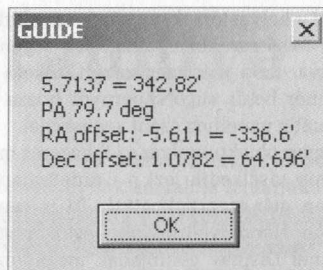 GUIDE
5.7137 = 342.82'
PA 79.7 deg
RA offset: -5.611 = -336.6'
Dec offset: 1.0782 = 64.696'
OK